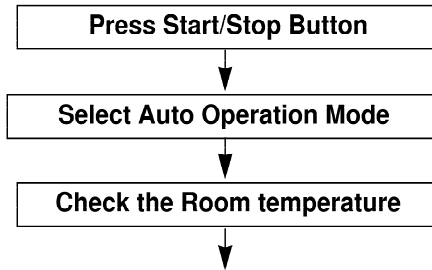 Press Start/Stop Button
Select Auto Operation Mode
Check the Room temperature